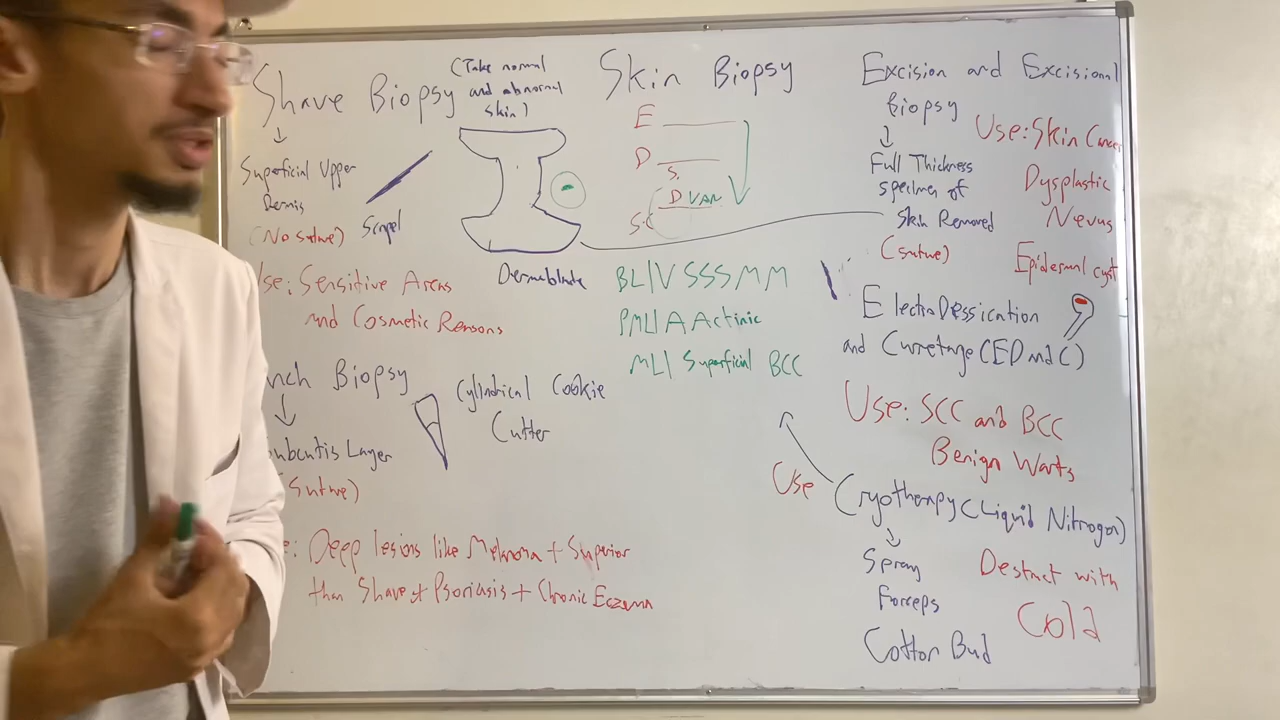 Shave Biopsy
(Take normal
and abnormal
Skin)
Superficial Upper
Dermis
(No suture)
Scapel
Dermablade
Use: Sensitive Areas
and Cosmetic Reasons
nch Biopsy
Cylindrical Cookie
Cutter
ubcutis Layer
(Suture)
e: Deep lesions like Melanoma + Superior
than Shave + Psoriasis + Chronic Eczema
Skin Biopsy
E
D
S.
D VAN
S.C
BL|V SSSMM
PML|A Actinic
ML| Superficial BCC
Excision and Excisional
Biopsy
Full Thickness
specimen of
Skin Removed
(suture)
Use: Skin Cancer
Dysplastic
Nevus
Epidermal cyst
ElectroDessication
and Curretage (ED and C)
Use: SCC and BCC
Benign Warts
Use
Cryotherapy (Liquid Nitrogen)
Spray
Forceps
Cotton Bud
Destruct with
Cold